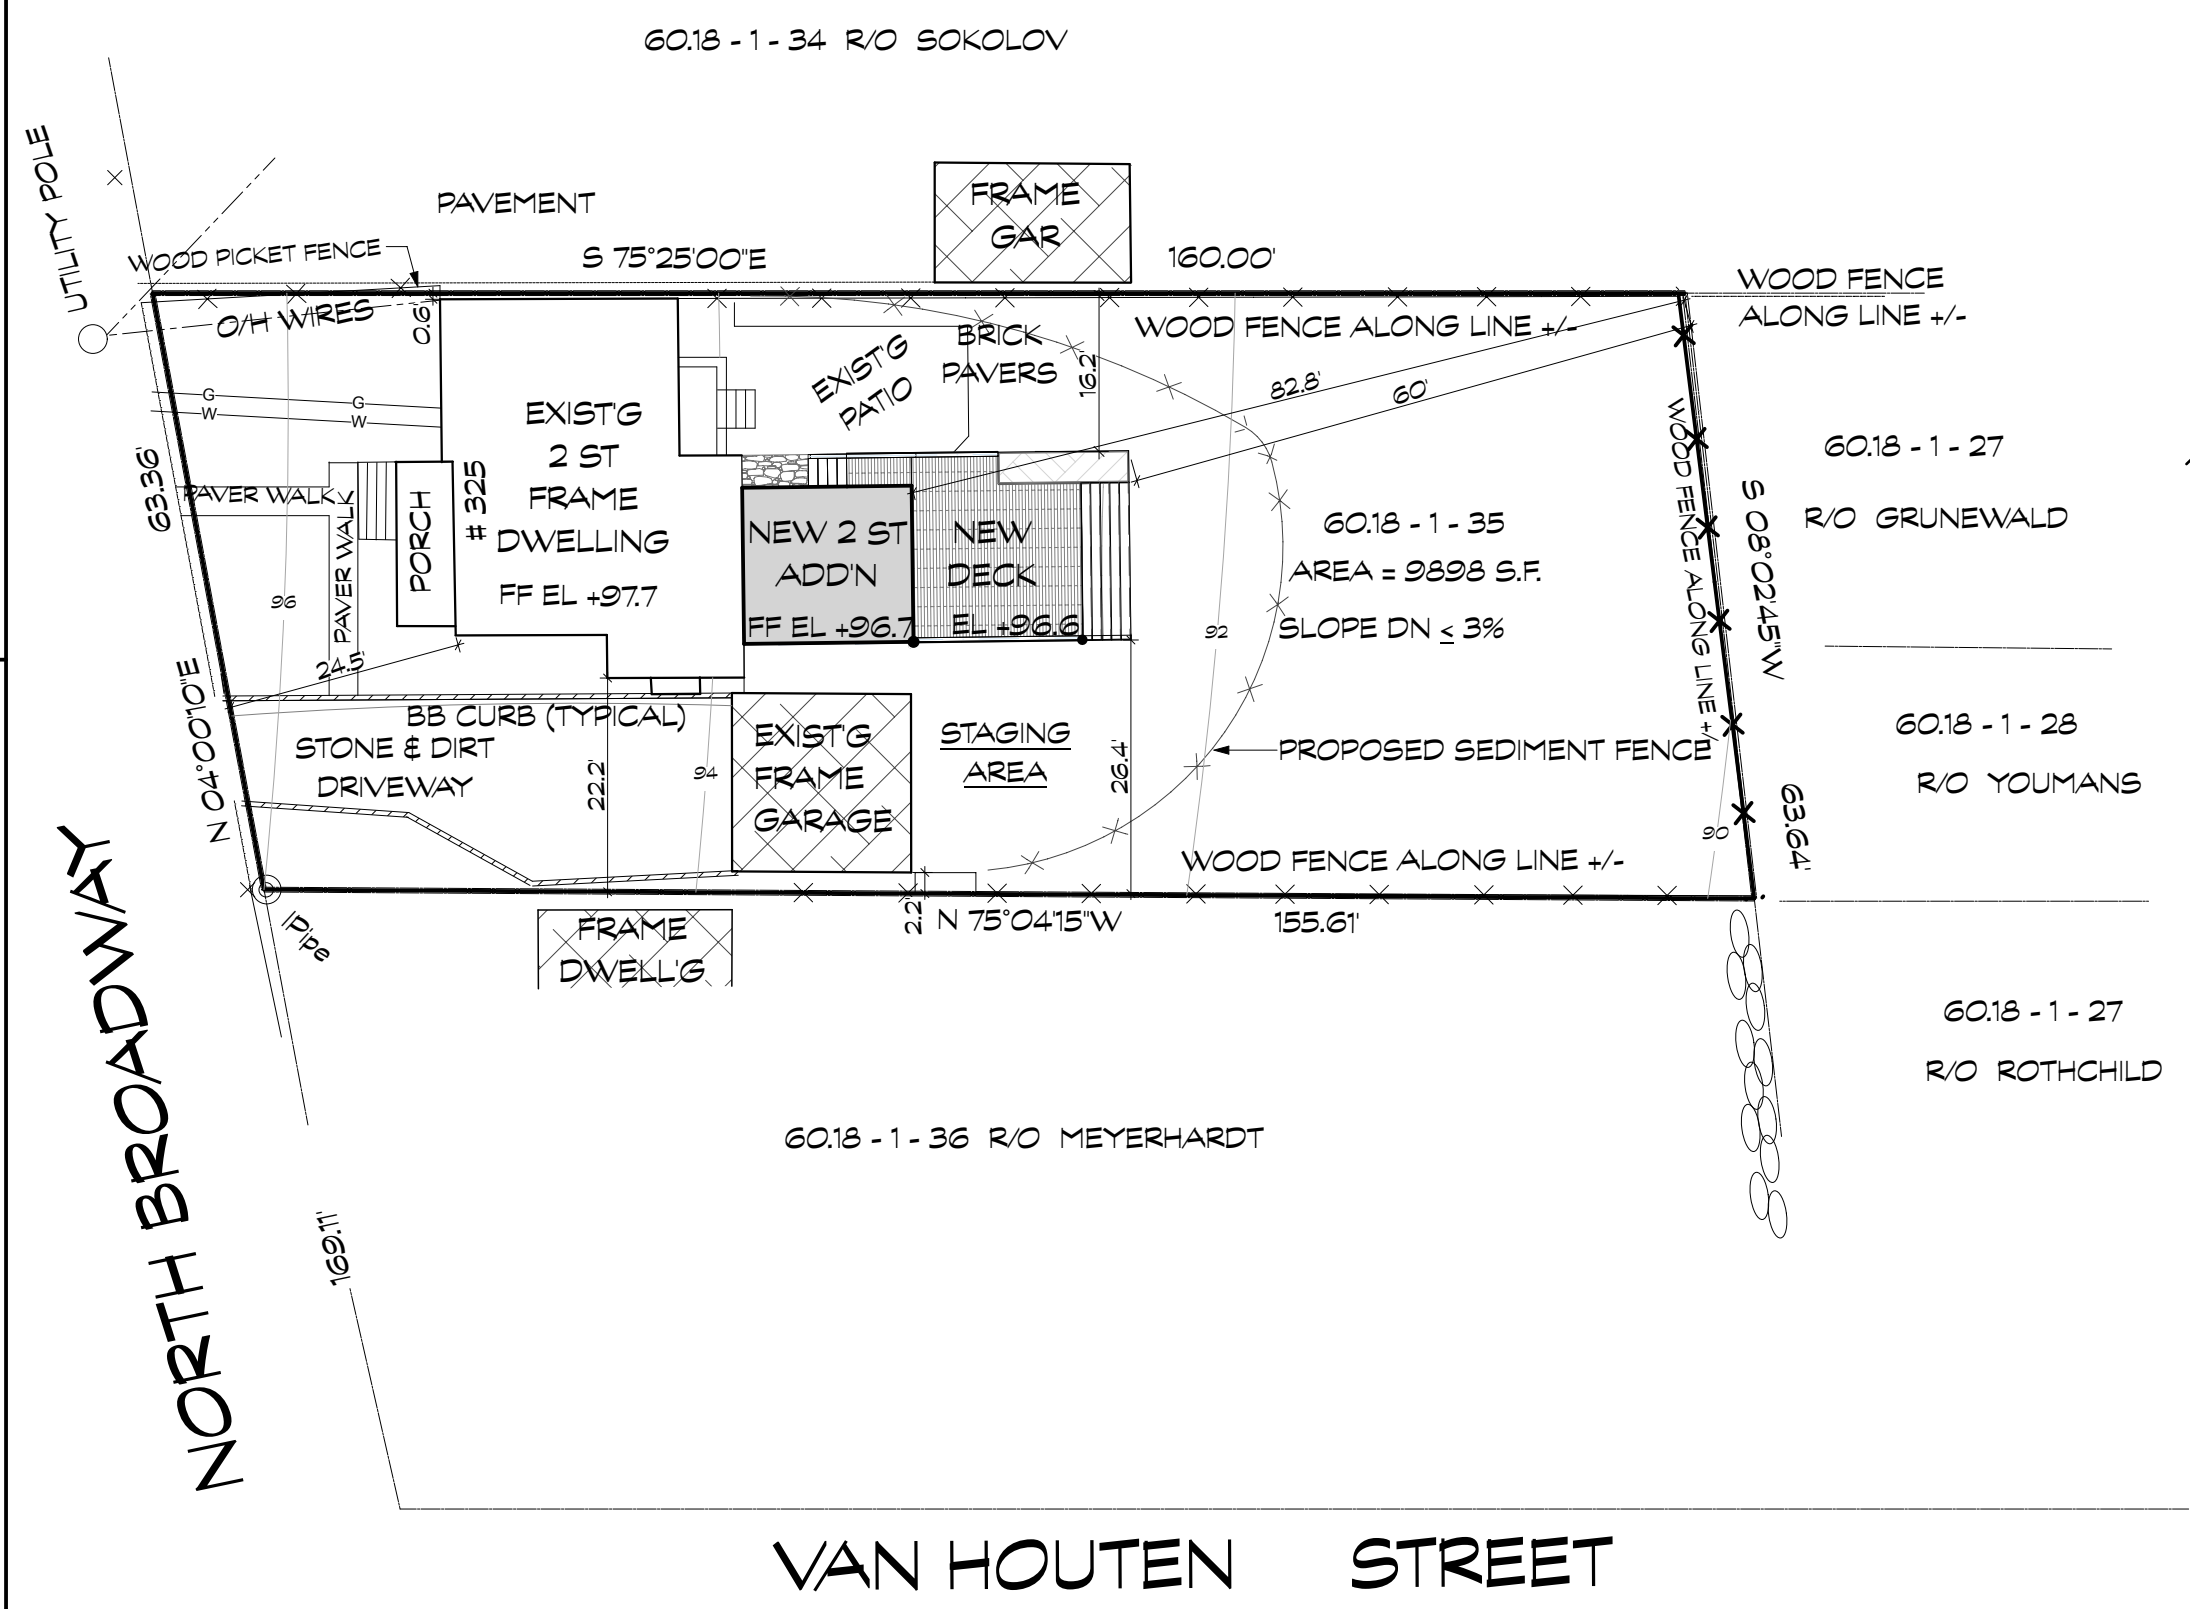 60.18 - 1 - 34 R/O SOKOLOV
UTILITY POLE
PAVEMENT
FRAME
GAR
WOOD PICKET FENCE
S 75°25'00"E
160.00'
WOOD FENCE
ALONG LINE +/-
O/H WIRES
0.6'
BRICK
PAVERS
WOOD FENCE ALONG LINE +/-
EXIST'G
PATIO
16.2'
82.8'
60'
G
G
W
W
EXIST'G
2 ST
FRAME
DWELLING
FF EL +97.7
# 325
PORCH
63.36'
PAVER WALK
PAVER WALK
96
NEW 2 ST
ADD'N
FF EL +96.7
NEW
DECK
EL +96.6
60.18 - 1 - 35
AREA = 9898 S.F.
SLOPE DN ≤ 3%
92
WOOD FENCE ALONG LINE +/-
S 08°02'45"W
60.18 - 1 - 27
R/O GRUNEWALD
24.5'
N 04°00'10"E
BB CURB (TYPICAL)
STONE & DIRT
DRIVEWAY
22.2'
94
EXIST'G
FRAME
GARAGE
STAGING
AREA
26.4'
PROPOSED SEDIMENT FENCE
60.18 - 1 - 28
R/O YOUMANS
90
63.64'
WOOD FENCE ALONG LINE +/-
2.2'
N 75°04'15"W
155.61'
IPipe
FRAME
DWELL'G
60.18 - 1 - 27
R/O ROTHCHILD
60.18 - 1 - 36 R/O MEYERHARDT
NORTH BROADWAY
169.11'
VAN HOUTEN STREET